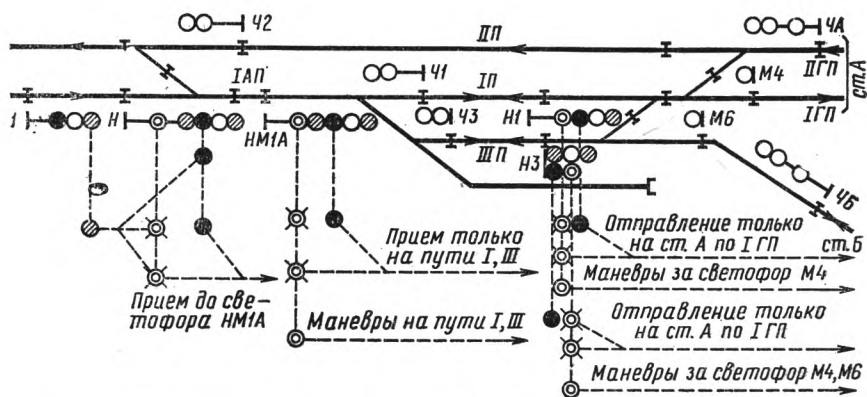 Ч2
IIП
ЧА
IIГП
ст.А
IАП
Ч1
IП
М4
IГП
1
Н
НМ1А
Ч3
Н1
М6
IIIП
Н3
ЧБ
ст.Б
Прием до све-
тофора НМ1А
Прием только
на пути I, III
Маневры на пути I, III
Отправление только
на ст. А по I ГП
Маневры за светофор М4
Отправление только
на ст. А по I ГП
Маневры за светофор М4, М6